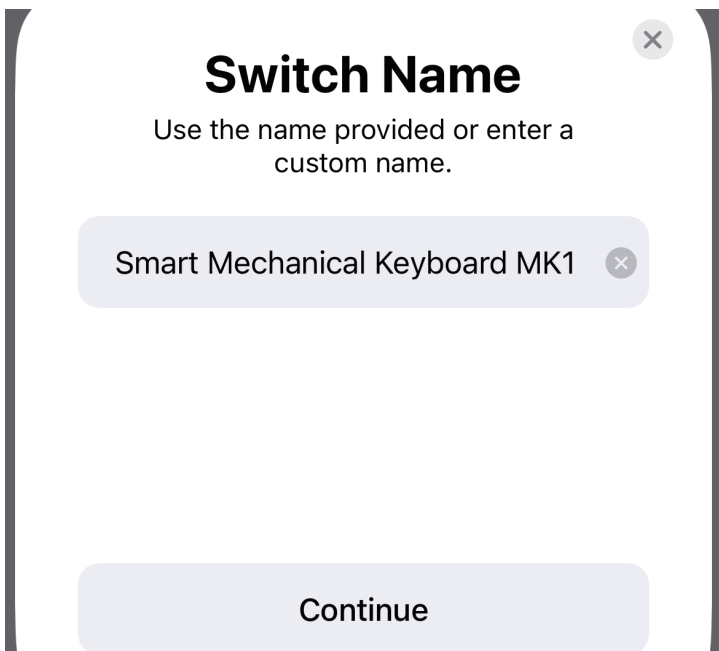 Switch Name
Use the name provided or enter a
custom name.
Smart Mechanical Keyboard MK1
Continue